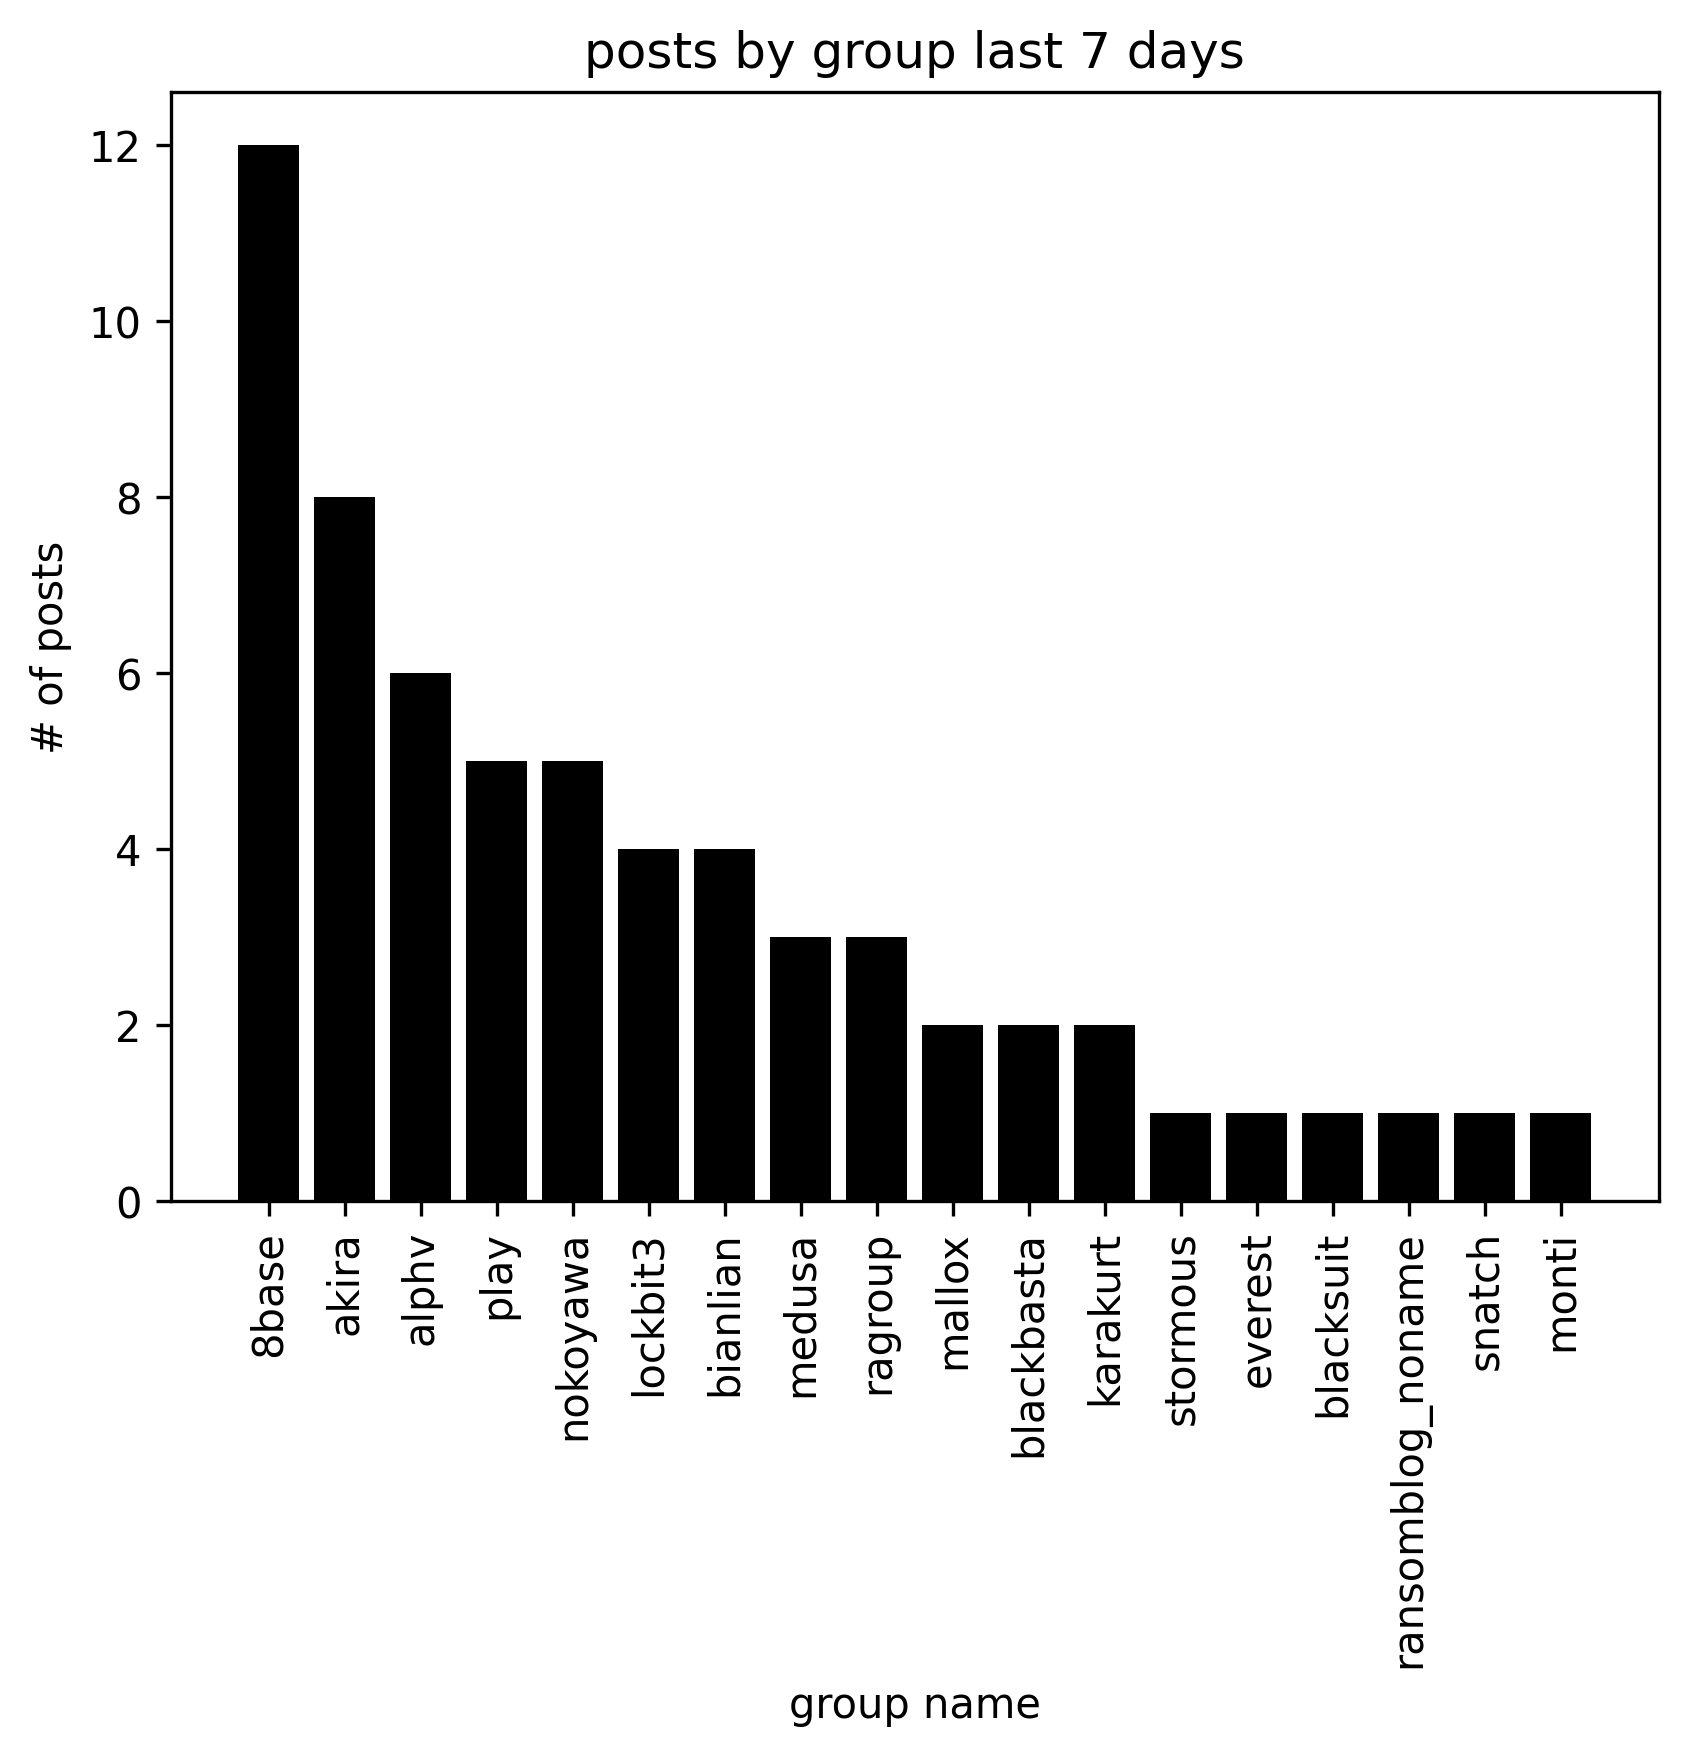 posts by group last 7 days
12
10
8
6
4
2
0
# of posts
8base
akira
alphv
play
nokoyawa
lockbit3
bianlian
medusa
ragroup
mallox
blackbasta
karakurt
stormous
everest
blacksuit
ransomblog_noname
snatch
monti
group name